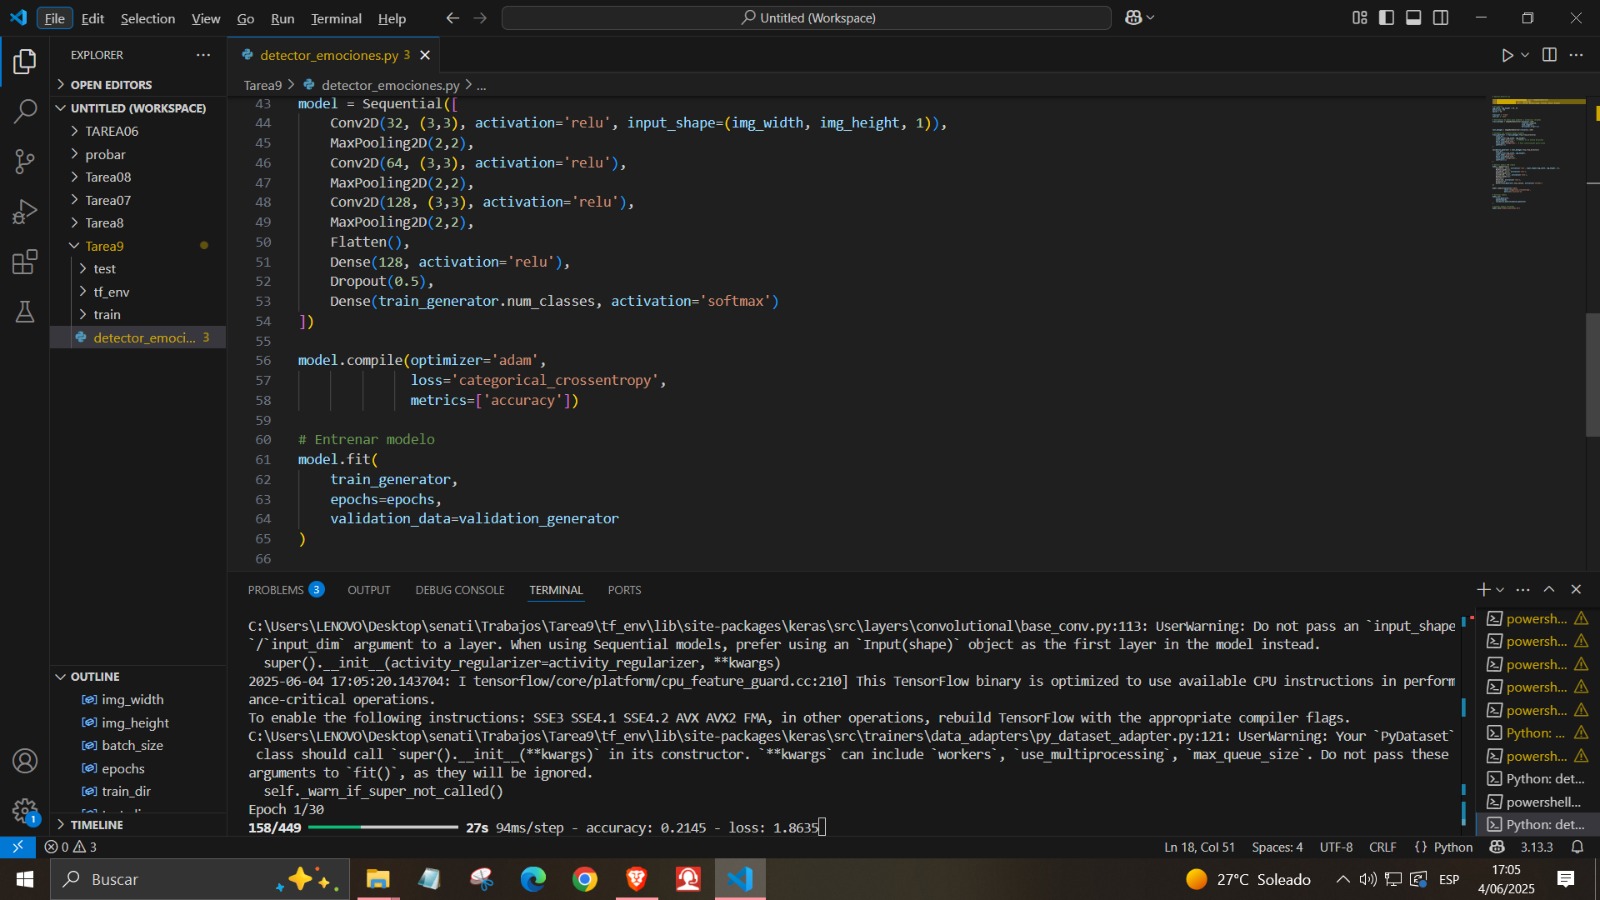 File Edit Selection View Go Run Terminal Help
Untitled (Workspace)
EXPLORER
OPEN EDITORS
UNTITLED (WORKSPACE)
TAREA06
probar
Tarea08
Tarea07
Tarea8
Tarea9
test
tf_env
train
detector_emoci... 3
OUTLINE
img_width
img_height
batch_size
epochs
train_dir
TIMELINE
detector_emociones.py 3
Tarea9 > detector_emociones.py > ...
43 model = Sequential([
44 Conv2D(32, (3,3), activation='relu', input_shape=(img_width, img_height, 1)),
45 MaxPooling2D(2,2),
46 Conv2D(64, (3,3), activation='relu'),
47 MaxPooling2D(2,2),
48 Conv2D(128, (3,3), activation='relu'),
49 MaxPooling2D(2,2),
50 Flatten(),
51 Dense(128, activation='relu'),
52 Dropout(0.5),
53 Dense(train_generator.num_classes, activation='softmax')
54 ])
55
56 model.compile(optimizer='adam',
57 loss='categorical_crossentropy',
58 metrics=['accuracy'])
59
60 # Entrenar modelo
61 model.fit(
62 train_generator,
63 epochs=epochs,
64 validation_data=validation_generator
65 )
66
PROBLEMS 3 OUTPUT DEBUG CONSOLE TERMINAL PORTS
C:\Users\LENOVO\Desktop\senati\Trabajos\Tarea9\tf_env\lib\site-packages\keras\src\layers\convolutional\base_conv.py:113: UserWarning: Do not pass an `input_shape
`/`input_dim` argument to a layer. When using Sequential models, prefer using an `Input(shape)` object as the first layer in the model instead.
super().__init__(activity_regularizer=activity_regularizer, **kwargs)
2025-06-04 17:05:20.143704: I tensorflow/core/platform/cpu_feature_guard.cc:210] This TensorFlow binary is optimized to use available CPU instructions in perform
ance-critical operations.
To enable the following instructions: SSE3 SSE4.1 SSE4.2 AVX AVX2 FMA, in other operations, rebuild TensorFlow with the appropriate compiler flags.
C:\Users\LENOVO\Desktop\senati\Trabajos\Tarea9\tf_env\lib\site-packages\keras\src\trainers\data_adapters\py_dataset_adapter.py:121: UserWarning: Your `PyDataset`
class should call `super().__init__(**kwargs)` in its constructor. `**kwargs` can include `workers`, `use_multiprocessing`, `max_queue_size`. Do not pass these
arguments to `fit()`, as they will be ignored.
self._warn_if_super_not_called()
Epoch 1/30
158/449 27s 94ms/step - accuracy: 0.2145 - loss: 1.8635
powersh...
powersh...
powersh...
powersh...
powersh...
Python: ...
powersh...
Python: det...
powershell...
Python: det...
1
0 3
Ln 18, Col 51 Spaces: 4 UTF-8 CRLF {} Python 3.13.3
Buscar
27°C Soleado
ESP
17:05
4/06/2025